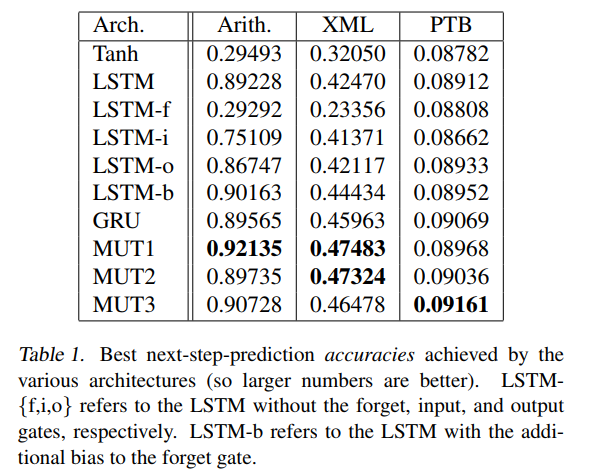 Arch. Arith. XML PTB
Tanh 0.29493 0.32050 0.08782
LSTM 0.89228 0.42470 0.08912
LSTM-f 0.29292 0.23356 0.08808
LSTM-i 0.75109 0.41371 0.08662
LSTM-o 0.86747 0.42117 0.08933
LSTM-b 0.90163 0.44434 0.08952
GRU 0.89565 0.45963 0.09069
MUT1 0.92135 0.47483 0.08968
MUT2 0.89735 0.47324 0.09036
MUT3 0.90728 0.46478 0.09161
Table 1. Best next-step-prediction accuracies achieved by the
various architectures (so larger numbers are better). LSTM-
{f,i,o} refers to the LSTM without the forget, input, and output
gates, respectively. LSTM-b refers to the LSTM with the addi-
tional bias to the forget gate.